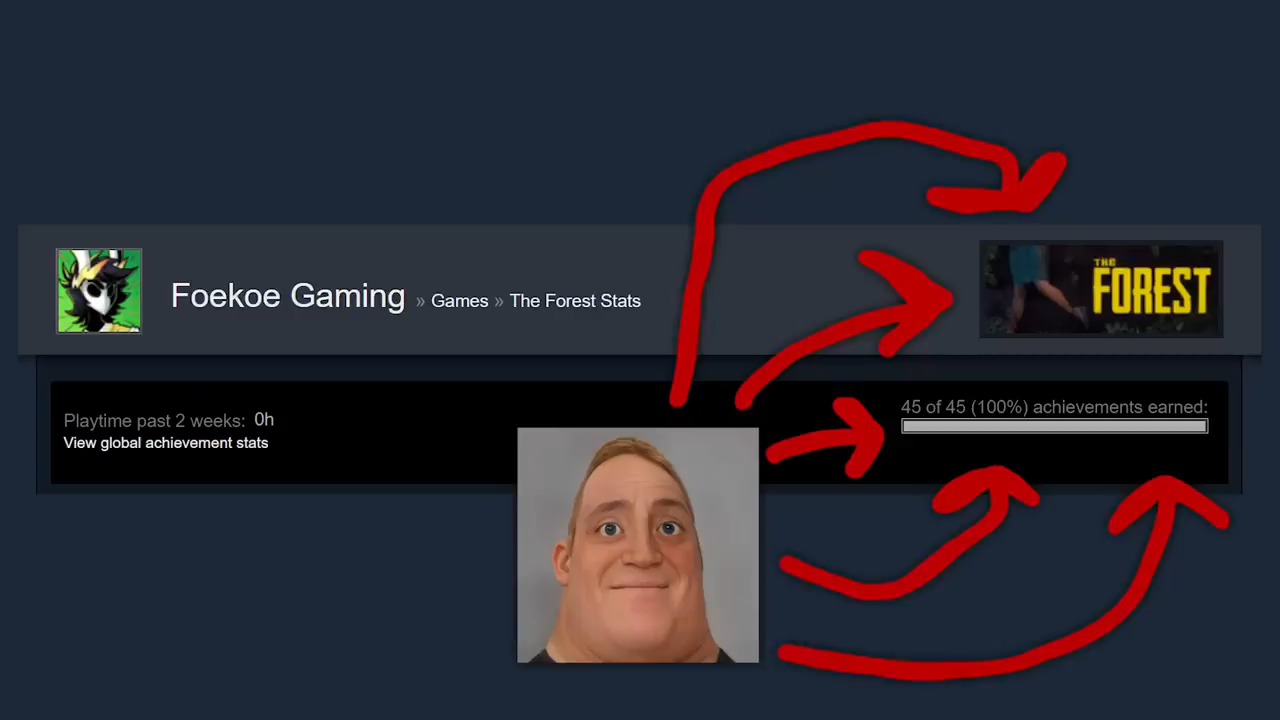 Foekoe Gaming » Games » The Forest Stats
THE
FOREST
Playtime past 2 weeks: 0h
View global achievement stats
45 of 45 (100%) achievements earned: